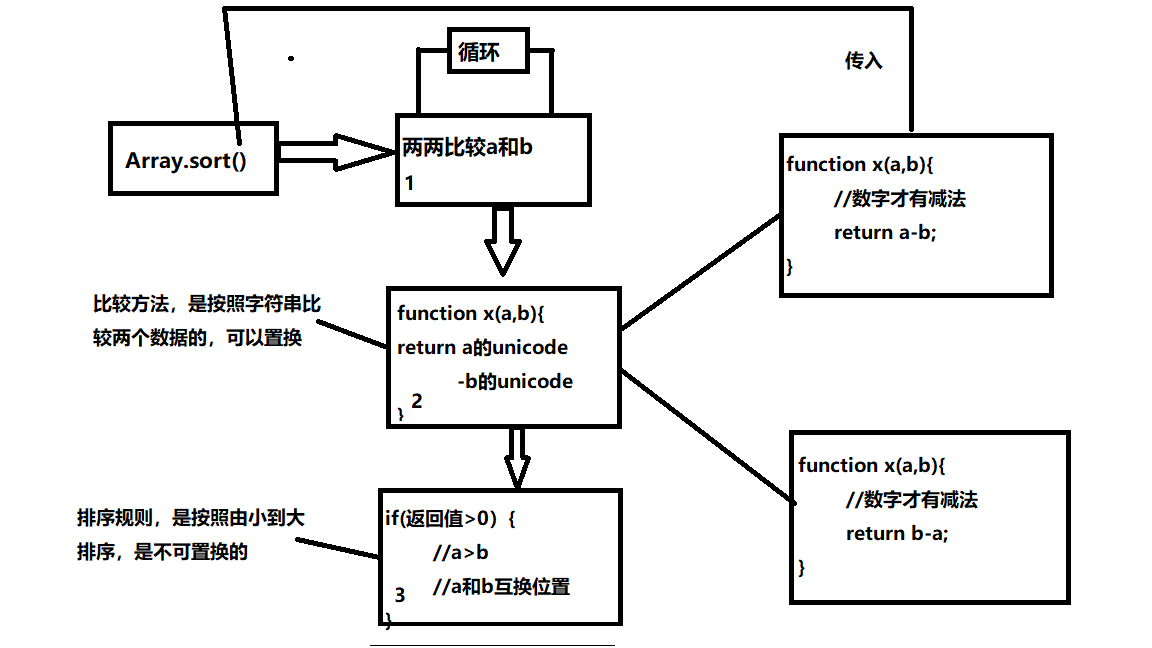 循环
传入
Array.sort()
两两比较a和b
1
function x(a,b){
//数字才有减法
return a-b;
}
比较方法，是按照字符串比
较两个数据的，可以置换
function x(a,b){
return a的unicode
-b的unicode
2
}
function x(a,b){
//数字才有减法
return b-a;
}
排序规则，是按照由小到大
排序，是不可置换的
if(返回值>0）{
//a>b
//a和b互换位置
3
}